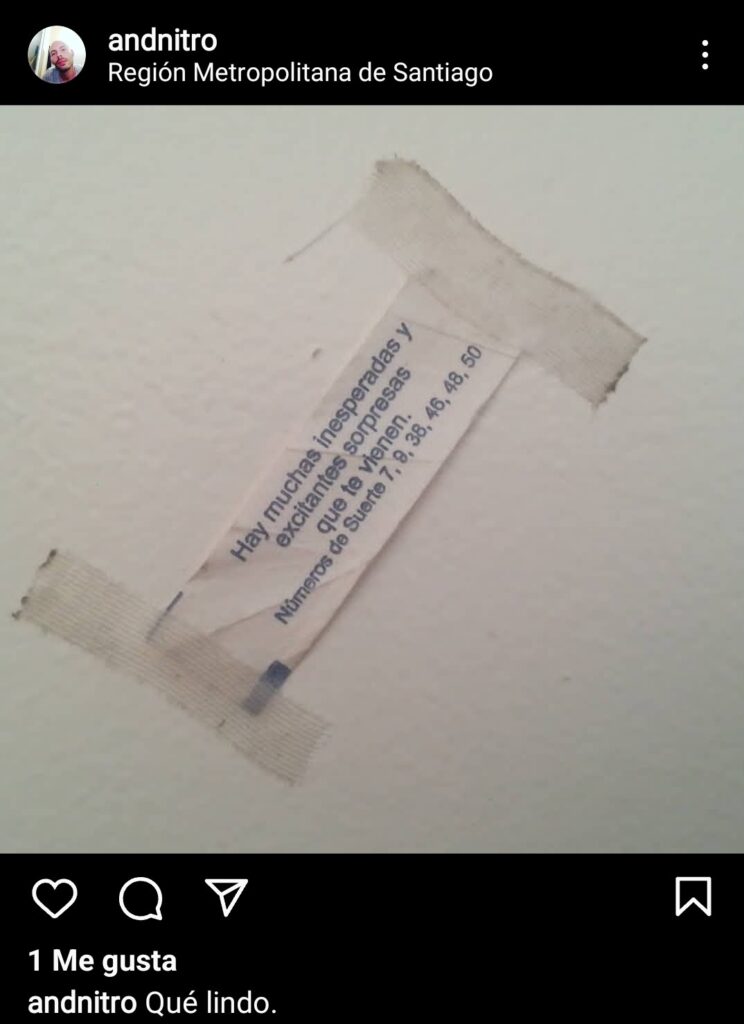 andnitro
Región Metropolitana de Santiago
Hay muchas inesperadas y
excitantes sorpresas
que te vienen.
Números de Suerte 7, 9, 38, 46, 48, 50
1 Me gusta
andnitro Qué lindo.